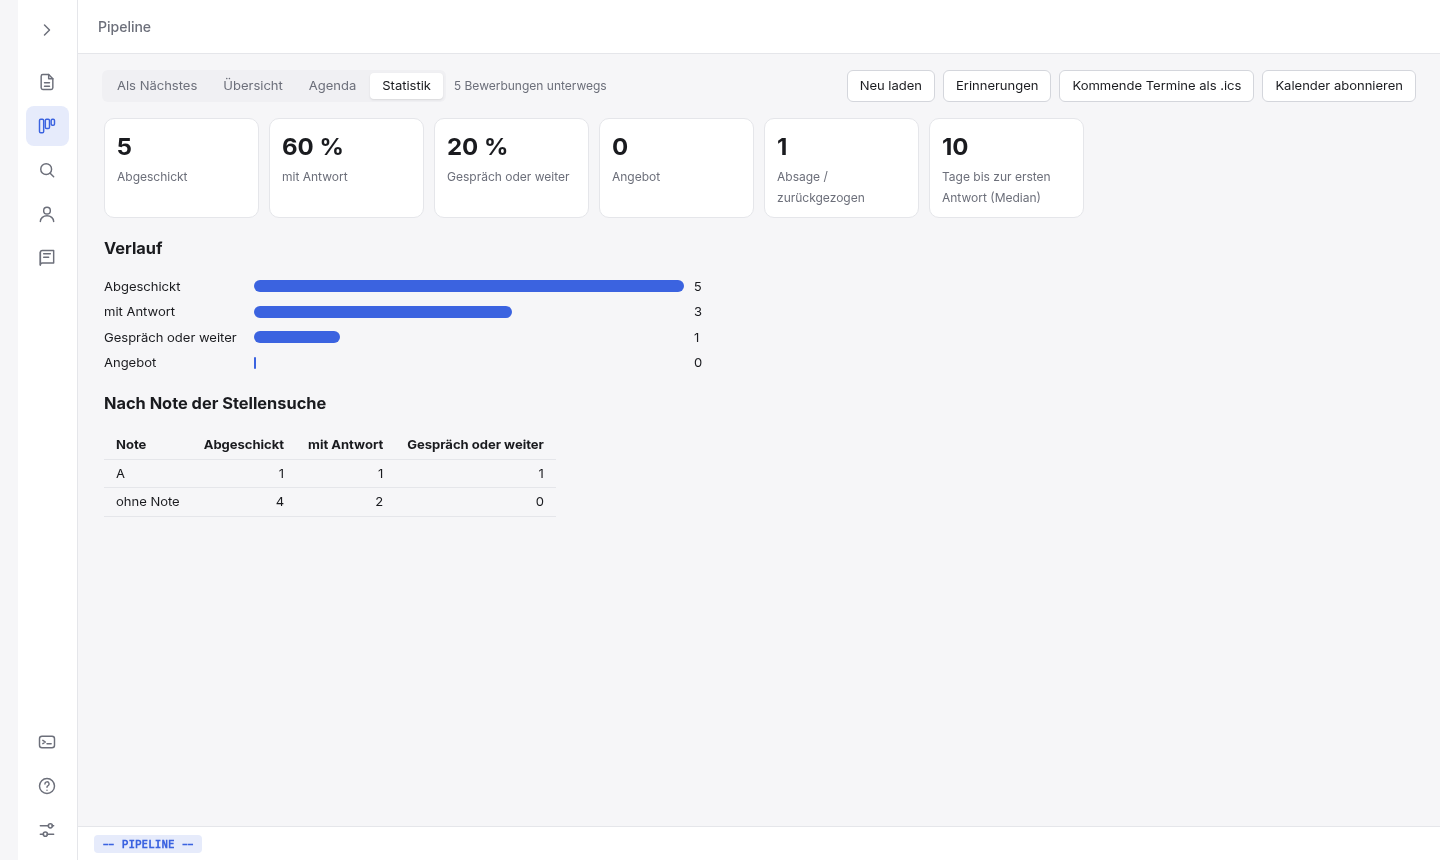 Pipeline
Als Nächstes Übersicht Agenda Statistik 5 Bewerbungen unterwegs Neu laden Erinnerungen Kommende Termine als .ics Kalender abonnieren
5
Abgeschickt
60 %
mit Antwort
20 %
Gespräch oder weiter
0
Angebot
1
Absage /
zurückgezogen
10
Tage bis zur ersten
Antwort (Median)
Verlauf
Abgeschickt 5
mit Antwort 3
Gespräch oder weiter 1
Angebot 0
Nach Note der Stellensuche
Note Abgeschickt mit Antwort Gespräch oder weiter
A 1 1 1
ohne Note 4 2 0
-- PIPELINE --